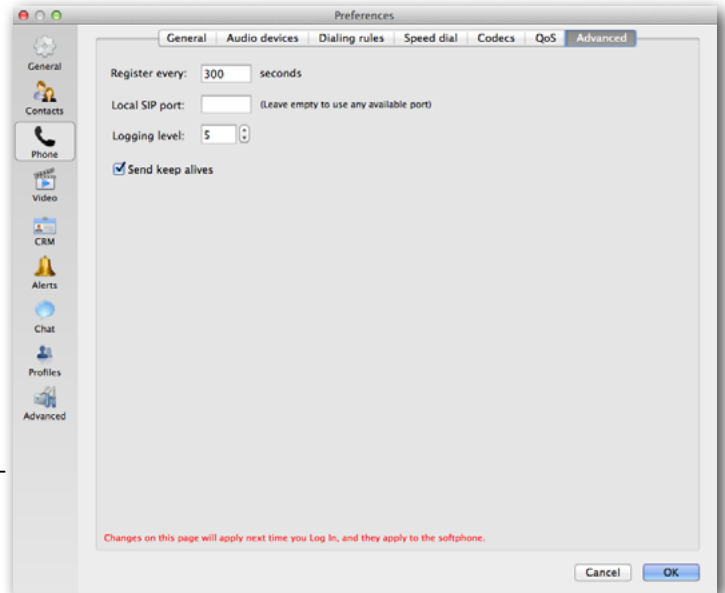 Preferences
General Audio devices Dialing rules Speed dial Codecs QoS Advanced
General
Contacts
Phone
Video
CRM
Alerts
Chat
Profiles
Advanced
Register every: 300 seconds
Local SIP port: (Leave empty to use any available port)
Logging level: 5
Send keep alives
Changes on this page will apply next time you Log In, and they apply to the softphone.
Cancel OK